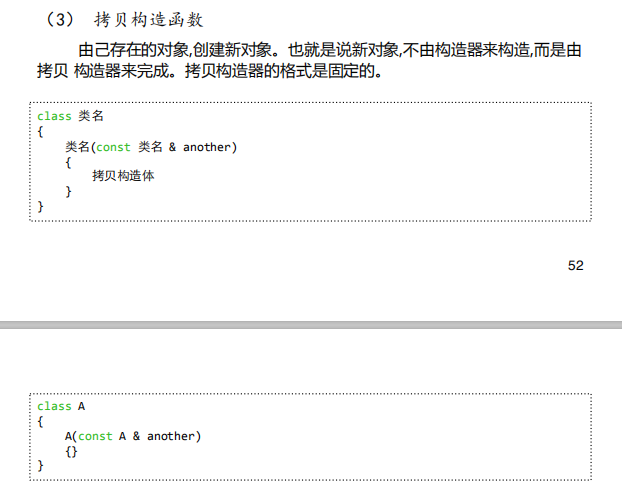 （3） 拷贝构造函数
由己存在的对象,创建新对象。也就是说新对象,不由构造器来构造,而是由
拷贝 构造器来完成。拷贝构造器的格式是固定的。
class 类名
{
类名(const 类名 & another)
{
拷贝构造体
}
}
52
class A
{
A(const A & another)
{}
}